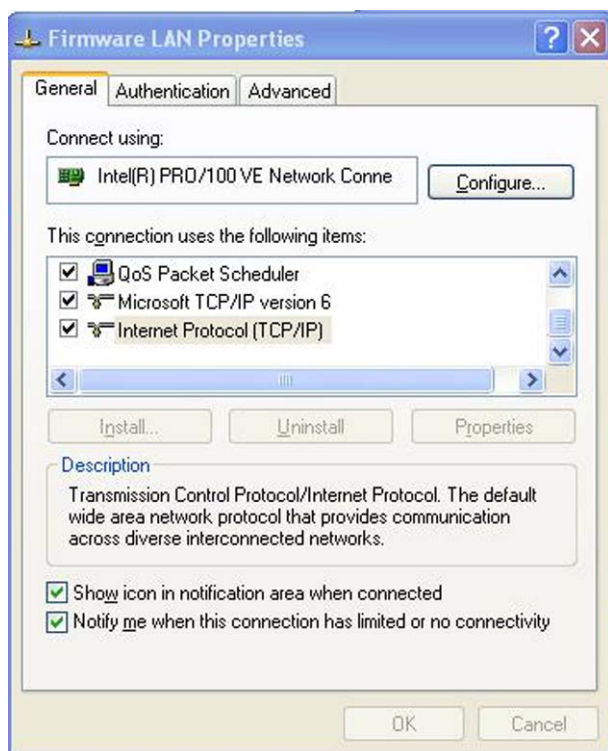 Firmware LAN Properties
General
Authentication
Advanced
Connect using:
Intel(R) PRO/100 VE Network Conne
Configure...
This connection uses the following items:
QoS Packet Scheduler
Microsoft TCP/IP version 6
Internet Protocol (TCP/IP)
Install...
Uninstall
Properties
Description
Transmission Control Protocol/Internet Protocol. The default
wide area network protocol that provides communication
across diverse interconnected networks.
Show icon in notification area when connected
Notify me when this connection has limited or no connectivity
OK
Cancel